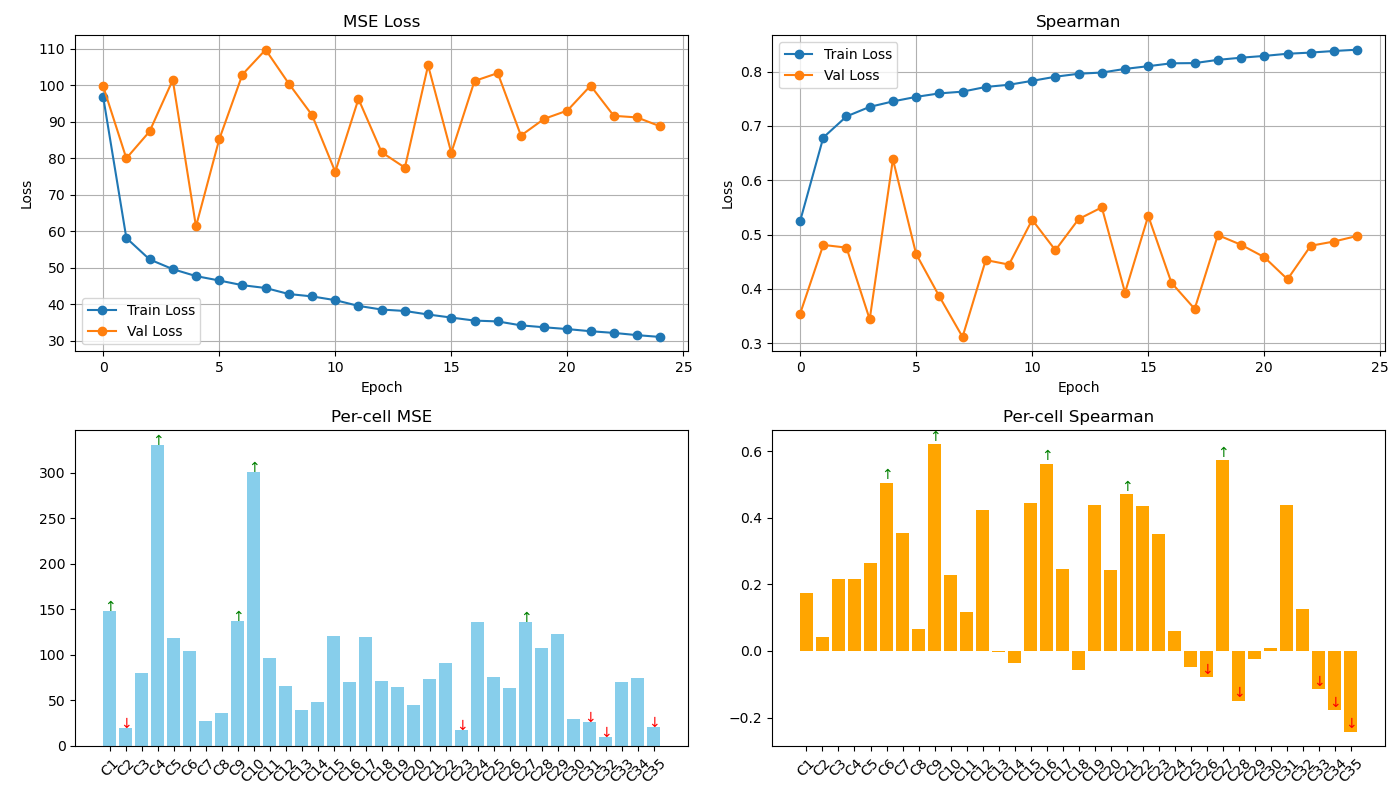 MSE Loss
Loss
110
100
90
80
70
60
50
40
30
Train Loss
Val Loss
0 5 10 15 20 25
Epoch
Spearman
Loss
0.8
0.7
0.6
0.5
0.4
0.3
Train Loss
Val Loss
0 5 10 15 20 25
Epoch
Per-cell MSE
300
250
200
150
100
50
0
↑ ↓ ↑ ↑ ↑ ↓ ↑ ↓ ↓ ↓
C1 C2 C3 C4 C5 C6 C7 C8 C9 C10 C11 C12 C13 C14 C15 C16 C17 C18 C19 C20 C21 C22 C23 C24 C25 C26 C27 C28 C29 C30 C31 C32 C33 C34 C35
Per-cell Spearman
0.6
0.4
0.2
0.0
−0.2
↑ ↑ ↑ ↑ ↓ ↑ ↓ ↓ ↓ ↓
C1 C2 C3 C4 C5 C6 C7 C8 C9 C10 C11 C12 C13 C14 C15 C16 C17 C18 C19 C20 C21 C22 C23 C24 C25 C26 C27 C28 C29 C30 C31 C32 C33 C34 C35